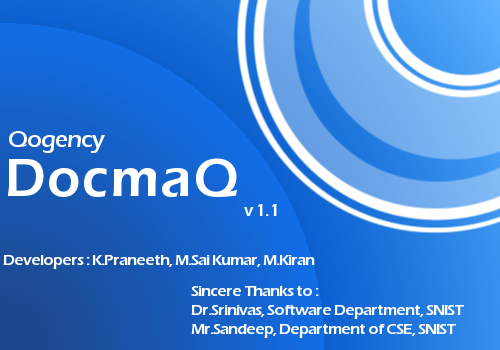 Qogency
DocmaQ
v 1.1
Developers : K.Praneeth, M.Sai Kumar, M.Kiran
Sincere Thanks to :
Dr.Srinivas, Software Department, SNIST
Mr.Sandeep, Department of CSE, SNIST